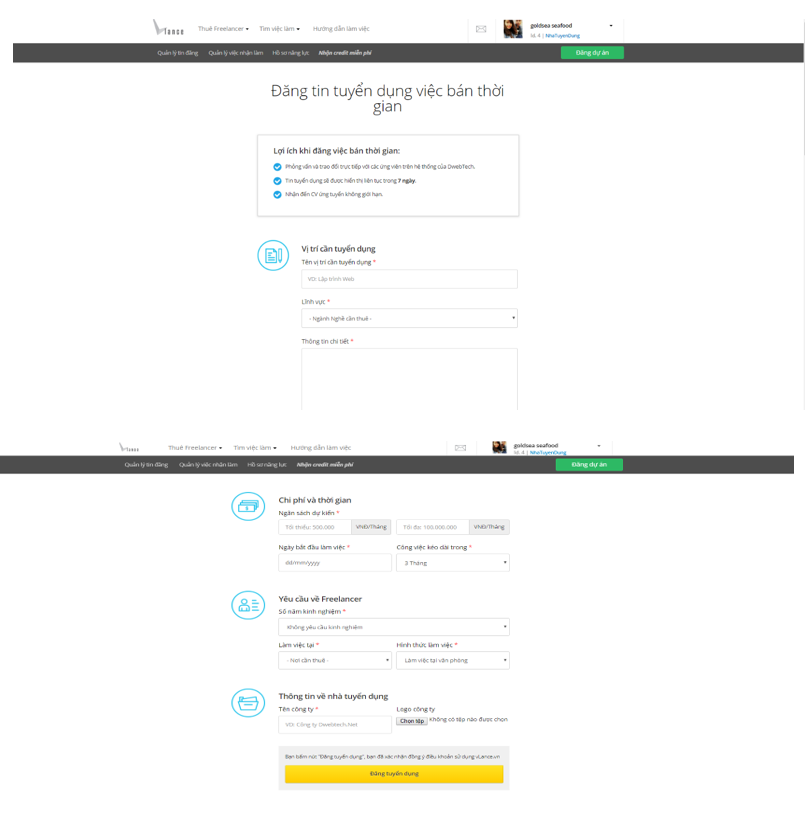 Vlance
Thuê Freelancer
Tìm việc làm
Hướng dẫn làm việc
goldsea seafood
Id. 4 | NhaTuyenDung
Quản lý tin đăng
Quản lý việc nhận làm
Hồ sơ năng lực
Nhận credit miễn phí
Đăng dự án
Đăng tin tuyển dụng việc bán thời
gian
Lợi ích khi đăng việc bán thời gian:
Phỏng vấn và trao đổi trực tiếp với các ứng viên trên hệ thống của DwebTech.
Tin tuyển dụng sẽ được hiển thị liên tục trong 7 ngày.
Nhận đến CV ứng tuyển không giới hạn.
Vị trí cần tuyển dụng
Tên vị trí cần tuyển dụng *
VD: Lập trình Web
Lĩnh vực *
- Ngành Nghề cần thuê -
Thông tin chi tiết *
Vlance
Thuê Freelancer
Tìm việc làm
Hướng dẫn làm việc
goldsea seafood
Id. 4 | NhaTuyenDung
Quản lý tin đăng
Quản lý việc nhận làm
Hồ sơ năng lực
Nhận credit miễn phí
Đăng dự án
Chi phí và thời gian
Ngân sách dự kiến *
Tối thiểu: 500.000 VNĐ/Tháng
Tối đa: 100.000.000 VNĐ/Tháng
Ngày bắt đầu làm việc *
Công việc kéo dài trong *
dd/mm/yyyy
3 Tháng
Yêu cầu về Freelancer
Số năm kinh nghiệm *
Không yêu cầu kinh nghiệm
Làm việc tại *
Hình thức làm việc *
- Nơi cần thuê -
Làm việc tại văn phòng
Thông tin về nhà tuyển dụng
Tên công ty *
Logo công ty
VD: Công ty Dwebtech.Net
Chọn tệp Không có tệp nào được chọn
Bạn bấm nút "Đăng tuyển dụng", bạn đã xác nhận đồng ý điều khoản sử dụng vLance.vn
Đăng tuyển dụng